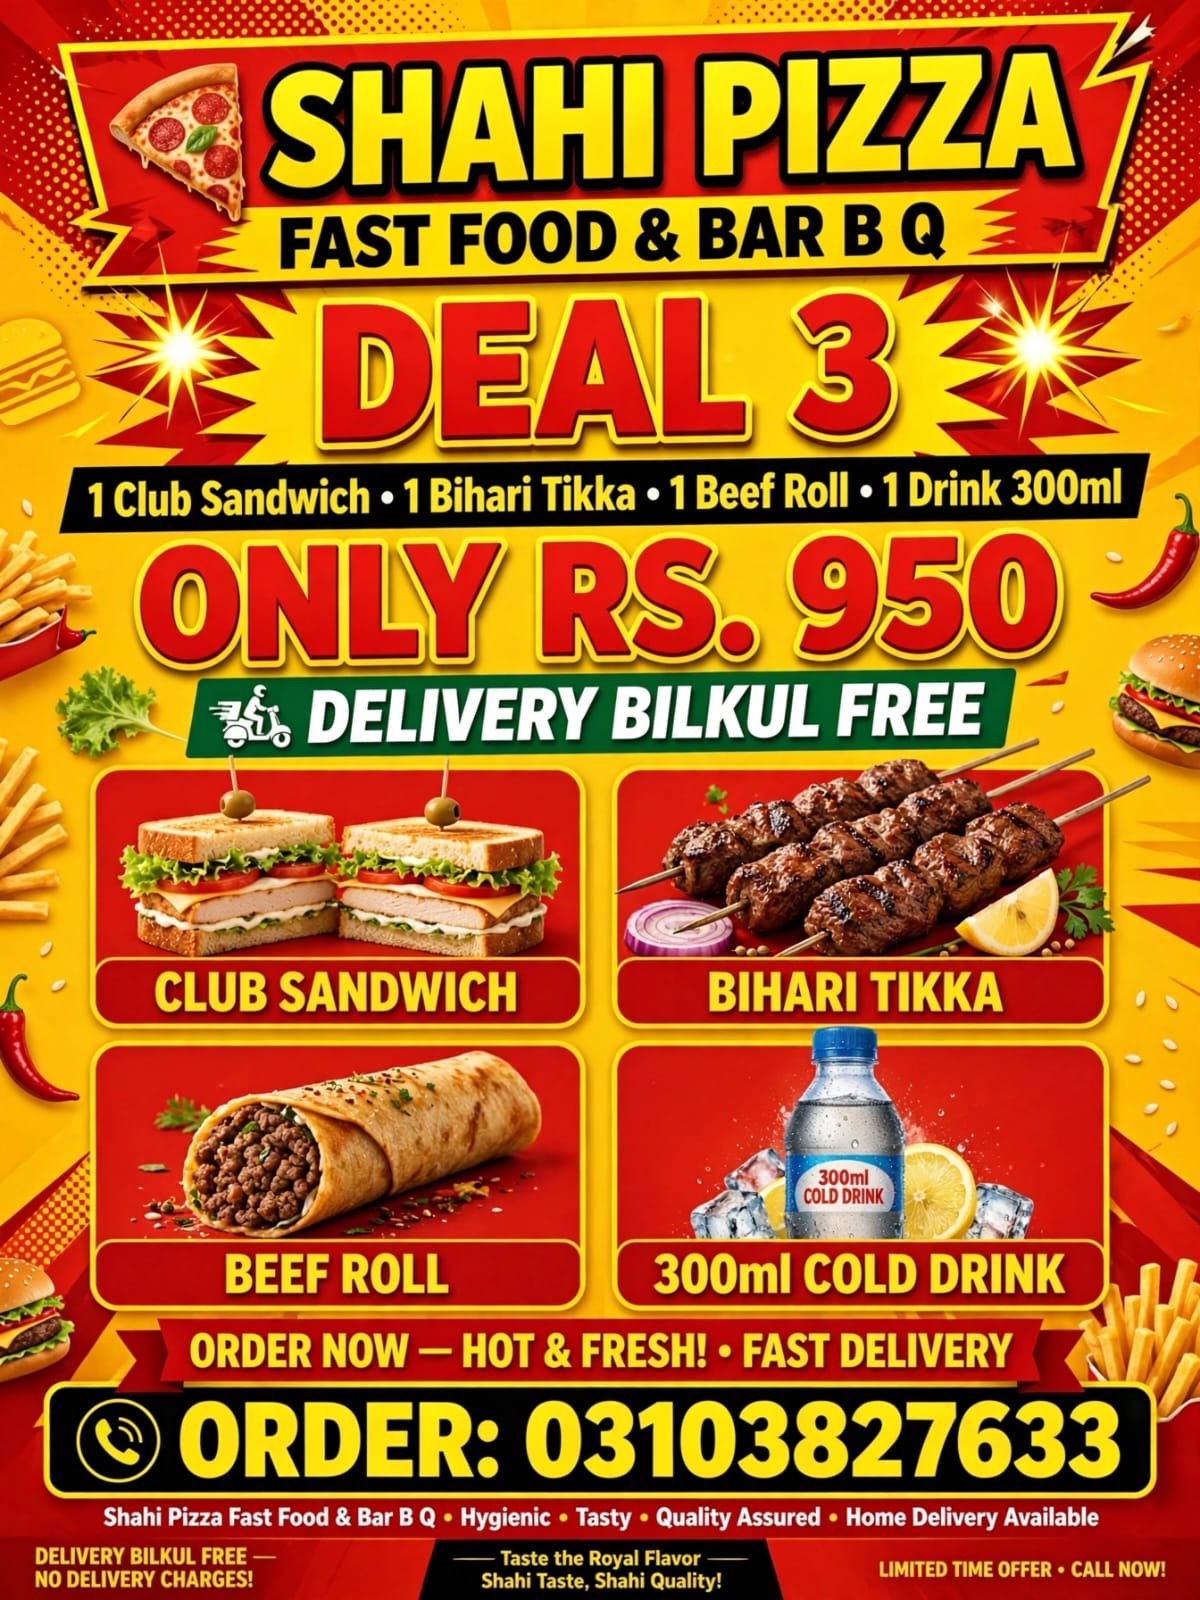 SHAHI PIZZA
FAST FOOD & BAR B Q
DEAL 3
1 Club Sandwich • 1 Bihari Tikka • 1 Beef Roll • 1 Drink 300ml
ONLY RS. 950
DELIVERY BILKUL FREE
CLUB SANDWICH
BIHARI TIKKA
300ml
COLD DRINK
BEEF ROLL
300ml COLD DRINK
ORDER NOW — HOT & FRESH! • FAST DELIVERY
ORDER: 03103827633
Shahi Pizza Fast Food & Bar B Q • Hygienic • Tasty • Quality Assured • Home Delivery Available
DELIVERY BILKUL FREE —
NO DELIVERY CHARGES!
— Taste the Royal Flavor —
Shahi Taste, Shahi Quality!
LIMITED TIME OFFER • CALL NOW!